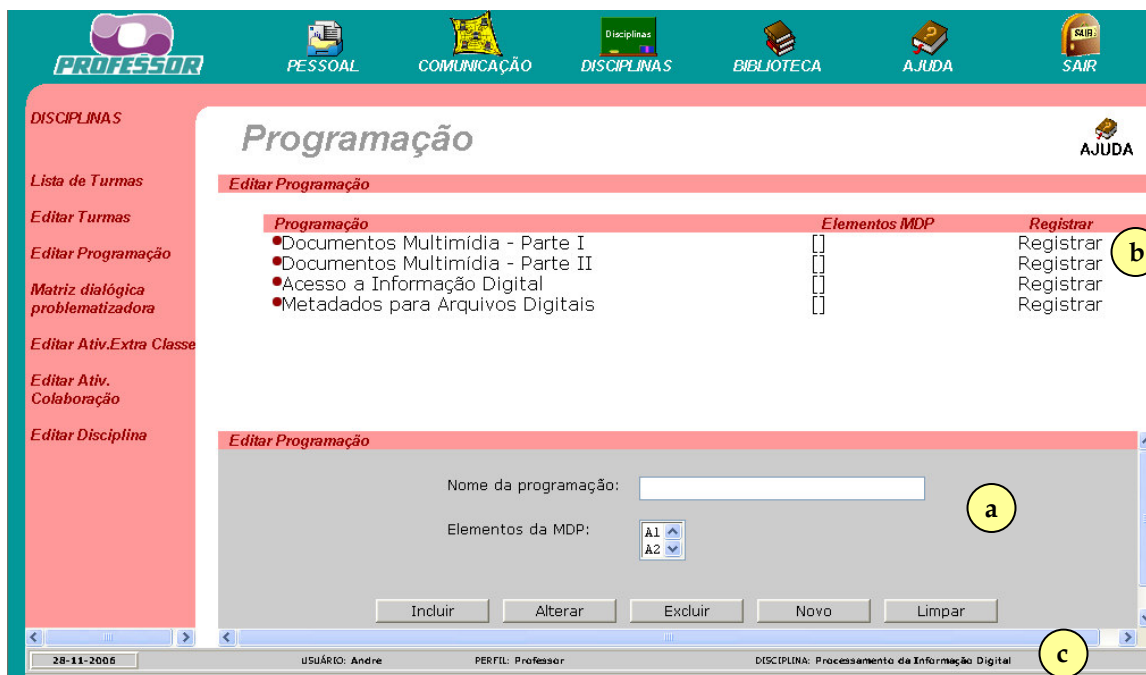 Disciplinas
SAIR
PROFESSOR
PESSOAL
COMUNICAÇÃO
DISCIPLINAS
BIBLIOTECA
AJUDA
SAIR
DISCIPLINAS
Programação
AJUDA
Lista de Turmas
Editar Programação
Editar Turmas
Programação Elementos MDP Registrar
Documentos Multimídia - Parte I [] Registrar
b
Editar Programação
Documentos Multimídia - Parte II [] Registrar
Acesso a Informação Digital [] Registrar
Matriz dialógica
problematizadora
Metadados para Arquivos Digitais [] Registrar
Editar Ativ.Extra Classe
Editar Ativ.
Colaboração
Editar Disciplina
Editar Programação
Nome da programação:
a
Elementos da MDP:
A1
A2
Incluir Alterar Excluir Novo Limpar
28-11-2006 USUÁRIO: Andre PERFIL: Professor DISCIPLINA: Processamento da Informação Digital
c